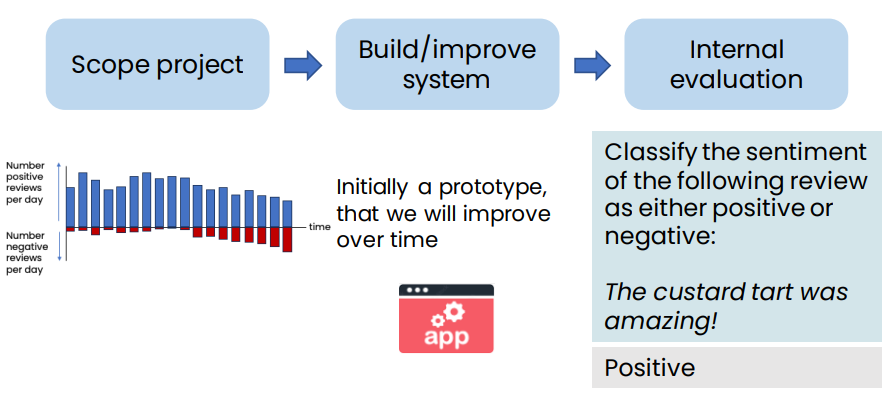 Scope project
Build/improve
system
Internal
evaluation
Number
positive
reviews
per day
time
Number
negative
reviews
per day
Initially a prototype,
that we will improve
over time
app
Classify the sentiment
of the following review
as either positive or
negative:
The custard tart was
amazing!
Positive